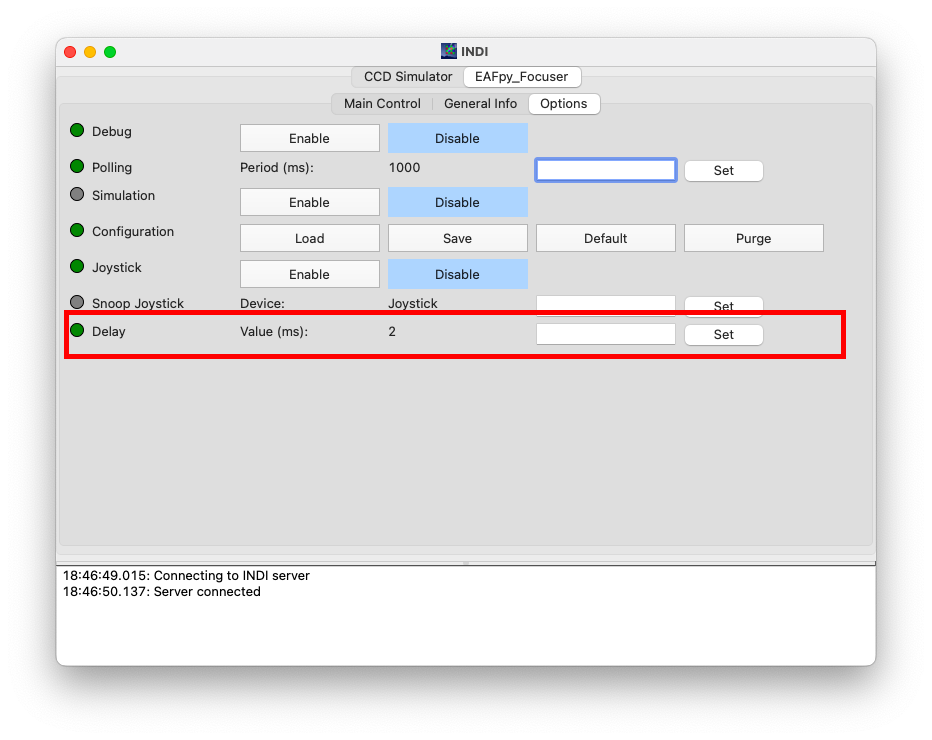 INDI
CCD Simulator EAFpy_Focuser
Main Control General Info Options
Debug Enable Disable
Polling Period (ms): 1000 Set
Simulation Enable Disable
Configuration Load Save Default Purge
Joystick Enable Disable
Snoop Joystick Device: Joystick Set
Delay Value (ms): 2 Set
18:46:49.015: Connecting to INDI server
18:46:50.137: Server connected